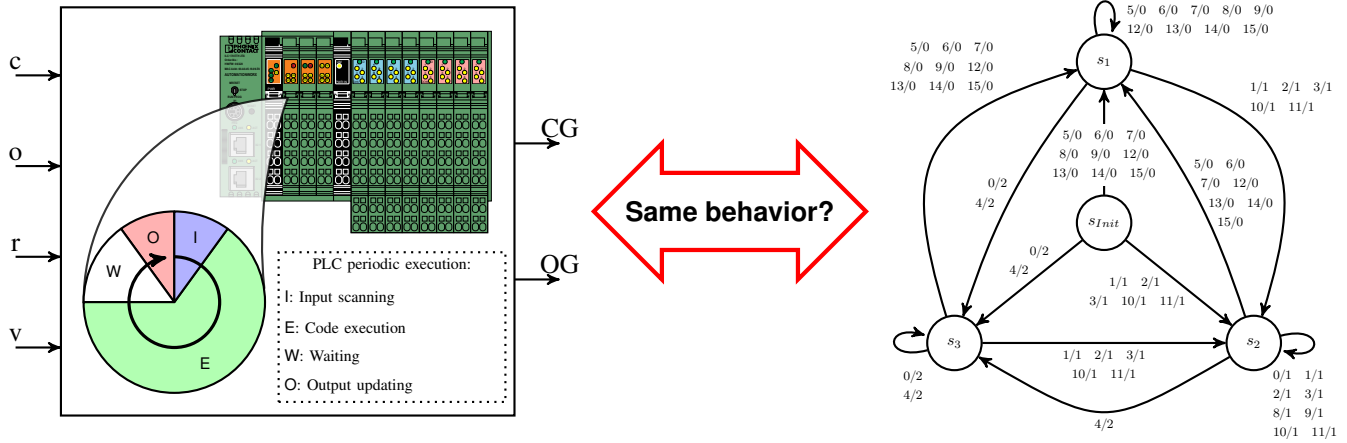 c
o
r
v
PHOENIX
CONTACT
W
O
I
E
PLC periodic execution:
I: Input scanning
E: Code execution
W: Waiting
O: Output updating
CG
OG
Same behavior?
5/0 6/0 7/0 8/0 9/0
12/0 13/0 14/0 15/0
5/0 6/0 7/0
8/0 9/0 12/0
13/0 14/0 15/0
s1
1/1 2/1 3/1
10/1 11/1
5/0 6/0 7/0
8/0 9/0 12/0
13/0 14/0 15/0
0/2
4/2
5/0 6/0
7/0 12/0
13/0 14/0
15/0
sInit
0/2
4/2
1/1 2/1
3/1 10/1 11/1
s3
s2
1/1 2/1 3/1
10/1 11/1
0/2
4/2
4/2
0/1 1/1
2/1 3/1
8/1 9/1
10/1 11/1